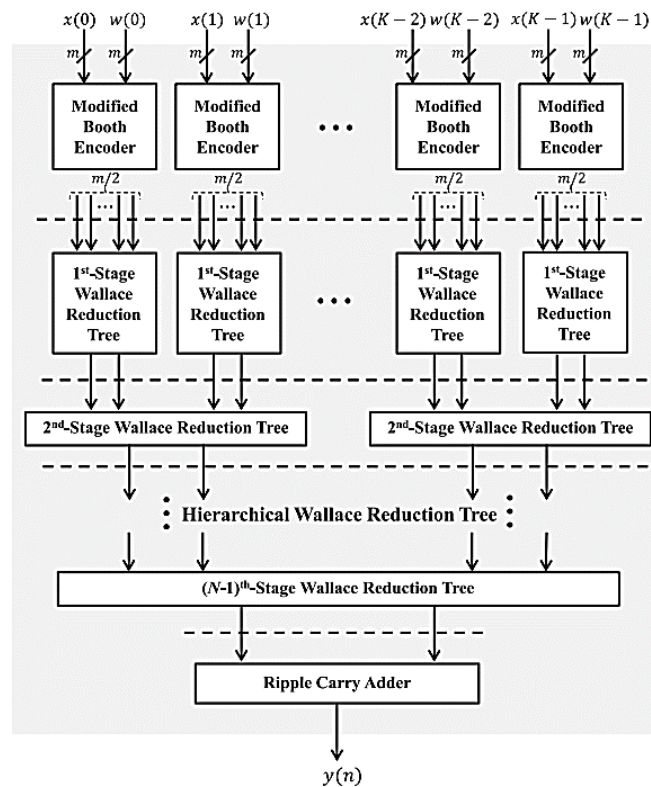 x(0) w(0) x(1) w(1) x(K − 2) w(K − 2) x(K − 1) w(K − 1)
m m m m m m m m
Modified Booth Encoder
Modified Booth Encoder
...
Modified Booth Encoder
Modified Booth Encoder
m/2 m/2 m/2 m/2
... ... ... ...
1st-Stage Wallace Reduction Tree
1st-Stage Wallace Reduction Tree
...
1st-Stage Wallace Reduction Tree
1st-Stage Wallace Reduction Tree
2nd-Stage Wallace Reduction Tree
2nd-Stage Wallace Reduction Tree
Hierarchical Wallace Reduction Tree
(N-1)th-Stage Wallace Reduction Tree
Ripple Carry Adder
y(n)